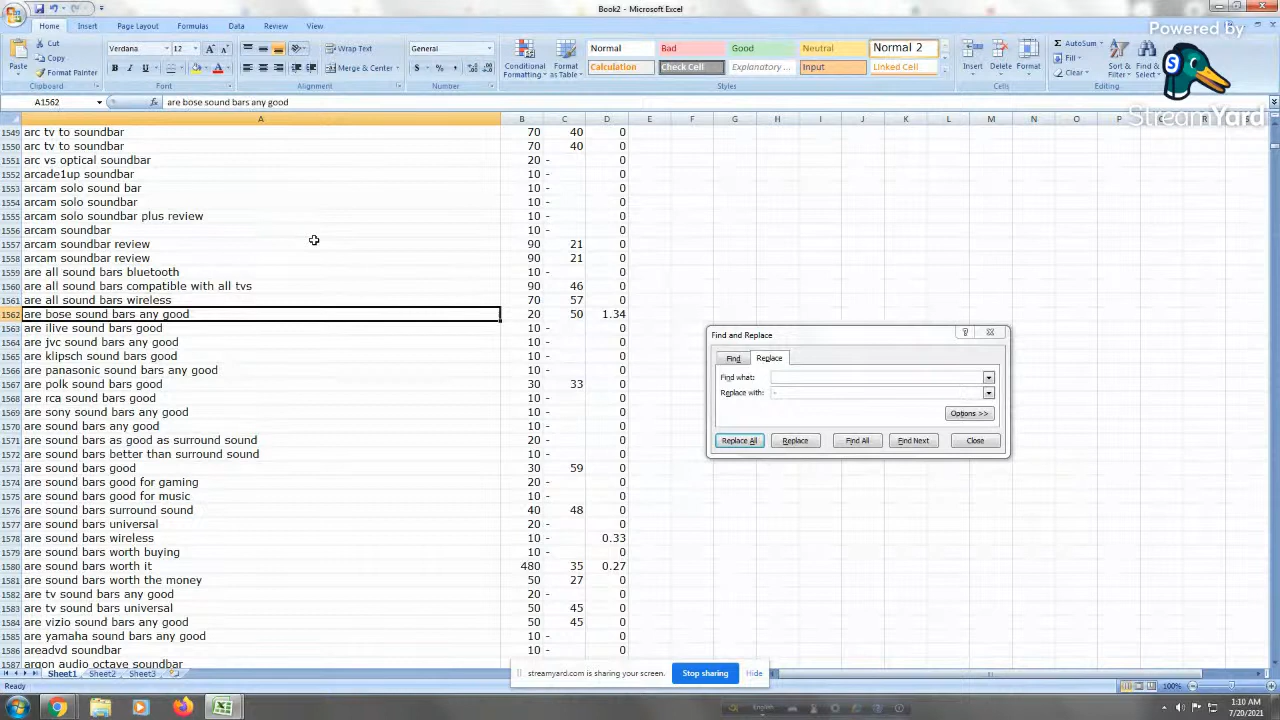 Book2 - Microsoft Excel
Home Insert Page Layout Formulas Data Review View
Powered by
StreamYard
Cut
Copy
Format Painter
Paste
Clipboard
Verdana 12
Font
Wrap Text
Merge & Center
Alignment
General
Number
Conditional Formatting
Format as Table
Normal Bad Good Neutral Normal 2
Calculation Check Cell Explanatory ... Input Linked Cell
Styles
Insert Delete Format
Cells
AutoSum
Fill
Clear
Sort & Filter
Find & Select
Editing
A1562 fx are bose sound bars any good
A C D E F G H I J K L M N O P Q R
1549 arc tv to soundbar 70 40 0
1550 arc tv to soundbar 70 40 0
1551 arc vs optical soundbar 20 - 0
1552 arcade1up soundbar 10 - 0
1553 arcam solo sound bar 10 - 0
1554 arcam solo soundbar 10 - 0
1555 arcam solo soundbar plus review 10 - 0
1556 arcam soundbar 10 - 0
1557 arcam soundbar review 90 21 0
1558 arcam soundbar review 90 21 0
1559 are all sound bars bluetooth 10 - 0
1560 are all sound bars compatible with all tvs 90 46 0
1561 are all sound bars wireless 70 57 0
1562 are bose sound bars any good 20 50 1.34
1563 are ilive sound bars good 10 - 0
1564 are jvc sound bars any good 10 - 0
1565 are klipsch sound bars good 10 - 0
1566 are panasonic sound bars any good 10 - 0
1567 are polk sound bars good 30 33 0
1568 are rca sound bars good 10 - 0
1569 are sony sound bars any good 10 - 0
1570 are sound bars any good 10 - 0
1571 are sound bars as good as surround sound 20 - 0
1572 are sound bars better than surround sound 10 - 0
1573 are sound bars good 30 59 0
1574 are sound bars good for gaming 20 - 0
1575 are sound bars good for music 10 - 0
1576 are sound bars surround sound 40 48 0
1577 are sound bars universal 20 - 0
1578 are sound bars wireless 10 - 0.33
1579 are sound bars worth buying 10 - 0
1580 are sound bars worth it 480 35 0.27
1581 are sound bars worth the money 50 27 0
1582 are tv sound bars any good 20 - 0
1583 are tv sound bars universal 50 45 0
1584 are vizio sound bars any good 50 45 0
1585 are yamaha sound bars any good 10 - 0
1586 areadvd soundbar 10 - 0
1587 argon audio octave soundbar
Find and Replace
Find Replace
Find what:
Replace with: -
Options >>
Replace All Replace Find All Find Next Close
Sheet1 Sheet2 Sheet3
streamyard.com is sharing your screen. Stop sharing Hide
Ready
100%
English
1:10 AM
7/20/2021